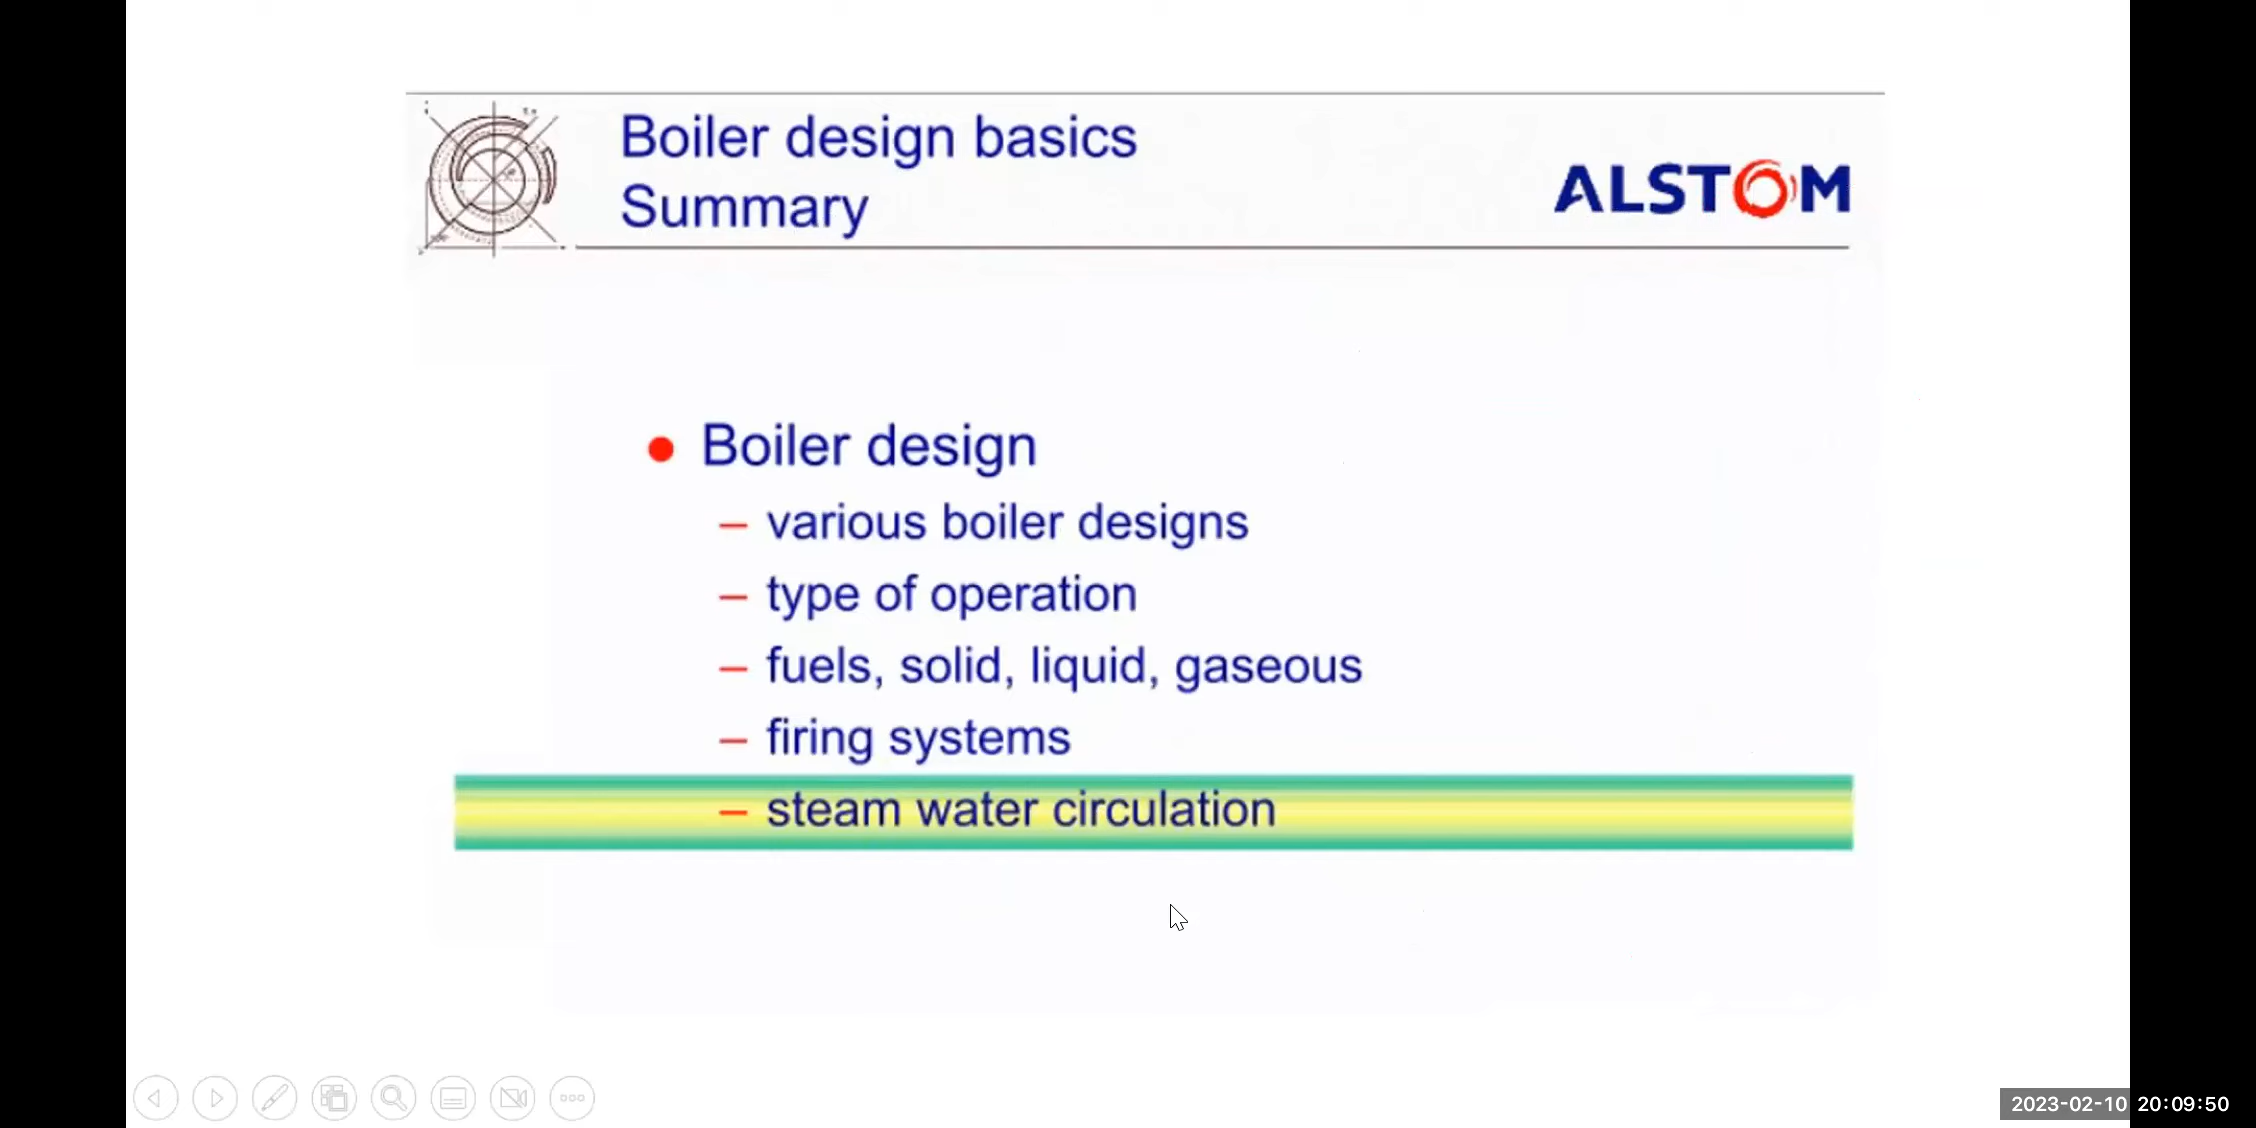 Boiler design basics
Summary
ALSTOM
Boiler design
– various boiler designs
– type of operation
– fuels, solid, liquid, gaseous
– firing systems
– steam water circulation
2023-02-10 20:09:50